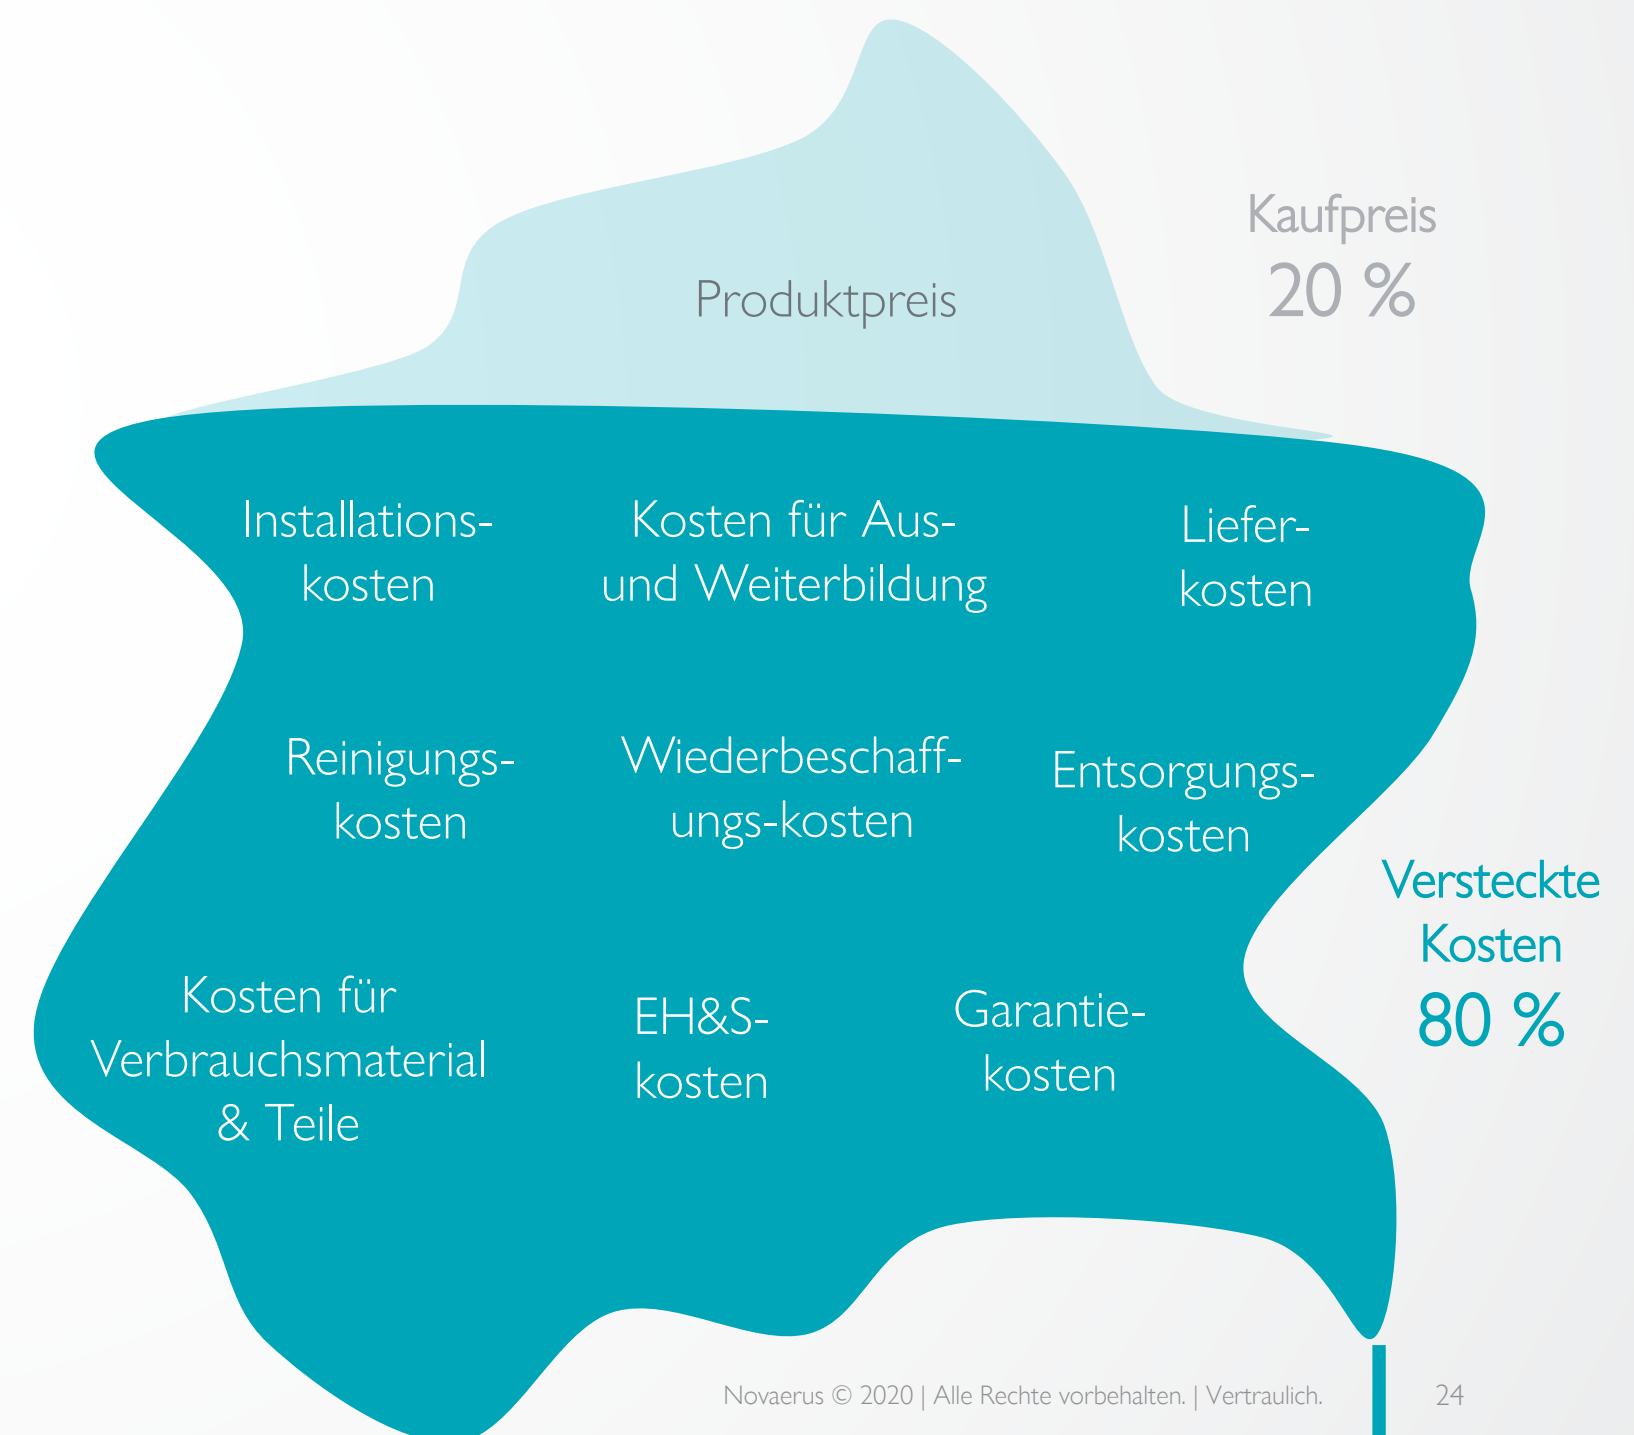 Kaufpreis
20 %
Produktpreis
Installations-
kosten
Kosten für Aus-
und Weiterbildung
Liefer-
kosten
Reinigungs-
kosten
Wiederbeschaff-
ungs-kosten
Entsorgungs-
kosten
Versteckte
Kosten
80 %
Kosten für
Verbrauchsmaterial
& Teile
EH&S-
kosten
Garantie-
kosten
Novaerus © 2020 | Alle Rechte vorbehalten. | Vertraulich.
24